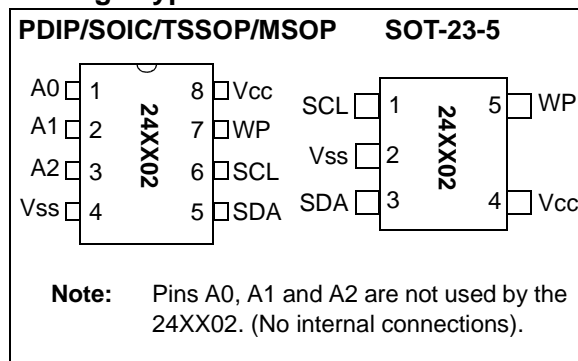 PDIP/SOIC/TSSOP/MSOP SOT-23-5
A0 1 8 Vcc
A1 2 7 WP
A2 3 6 SCL
Vss 4 5 SDA
24XX02
SCL 1 5 WP
Vss 2
SDA 3 4 Vcc
24XX02
Note: Pins A0, A1 and A2 are not used by the
24XX02. (No internal connections).